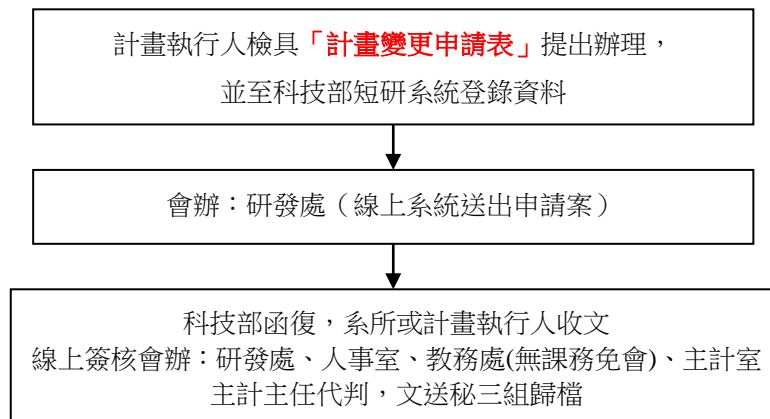 計畫執行人檢具「計畫變更申請表」提出辦理，
並至科技部短研系統登錄資料
會辦：研發處（線上系統送出申請案）
科技部函復，系所或計畫執行人收文
線上簽核會辦：研發處、人事室、教務處(無課務免會)、主計室
主計主任代判，文送秘三組歸檔